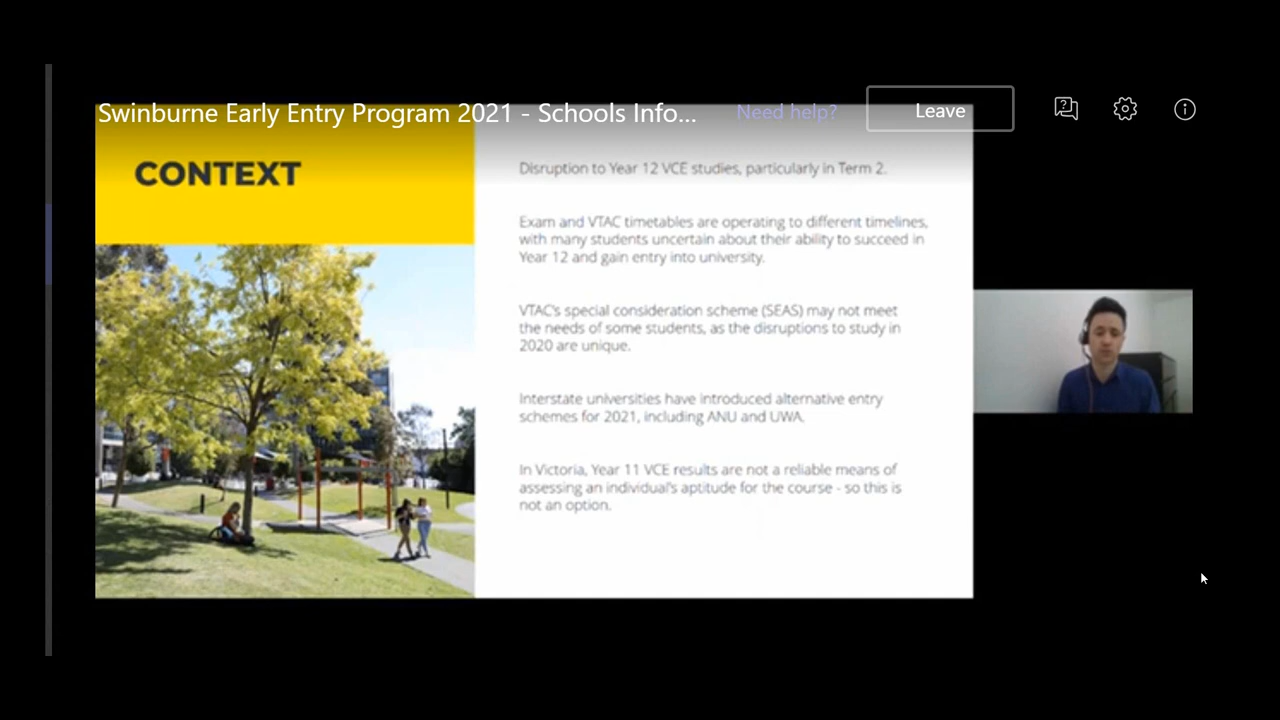 Swinburne Early Entry Program 2021 - Schools Info...
Need help?
Leave
CONTEXT
Disruption to Year 12 VCE studies, particularly in Term 2.
Exam and VTAC timetables are operating to different timelines,
with many students uncertain about their ability to succeed in
Year 12 and gain entry into university.
VTAC's special consideration scheme (SEAS) may not meet
the needs of some students, as the disruptions to study in
2020 are unique.
Interstate universities have introduced alternative entry
schemes for 2021, including ANU and UWA.
In Victoria, Year 11 VCE results are not a reliable means of
assessing an individual's aptitude for the course - so this is
not an option.